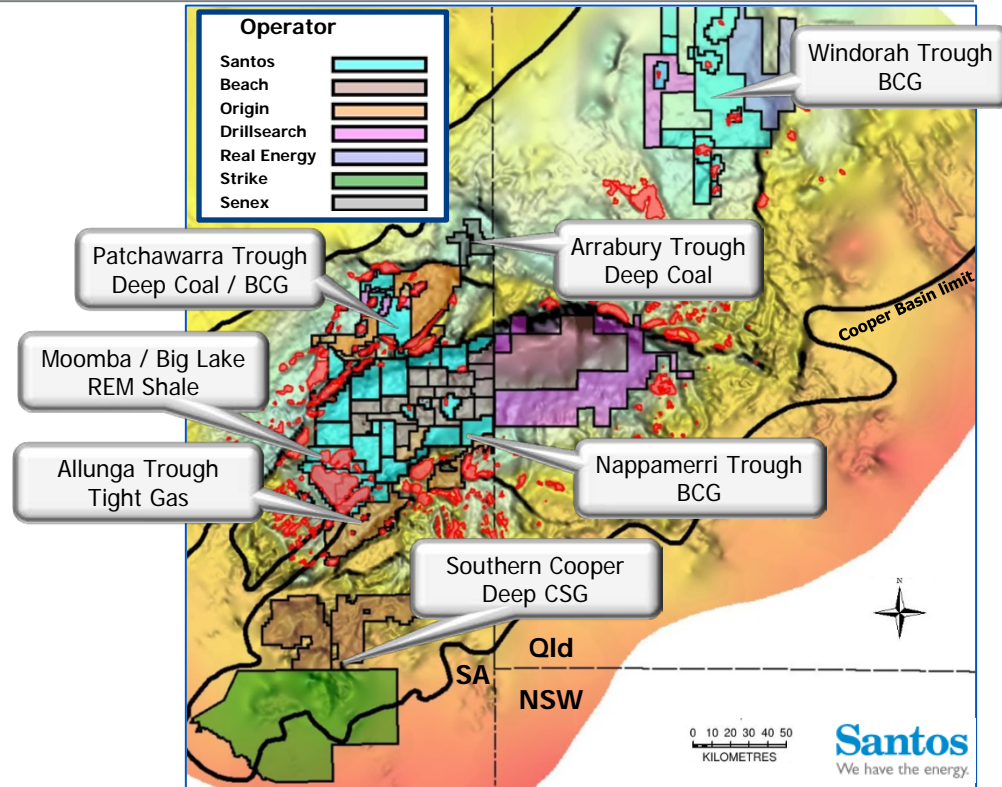 Operator
Santos
Beach
Origin
Drillsearch
Real Energy
Strike
Senex
Windorah Trough
BCG
Patchawarra Trough
Deep Coal / BCG
Arrabury Trough
Deep Coal
Cooper Basin limit
Moomba / Big Lake
REM Shale
Allunga Trough
Tight Gas
Nappamerri Trough
BCG
Southern Cooper
Deep CSG
N
Qld
SA
NSW
0 10 20 30 40 50
KILOMETRES
Santos
We have the energy.